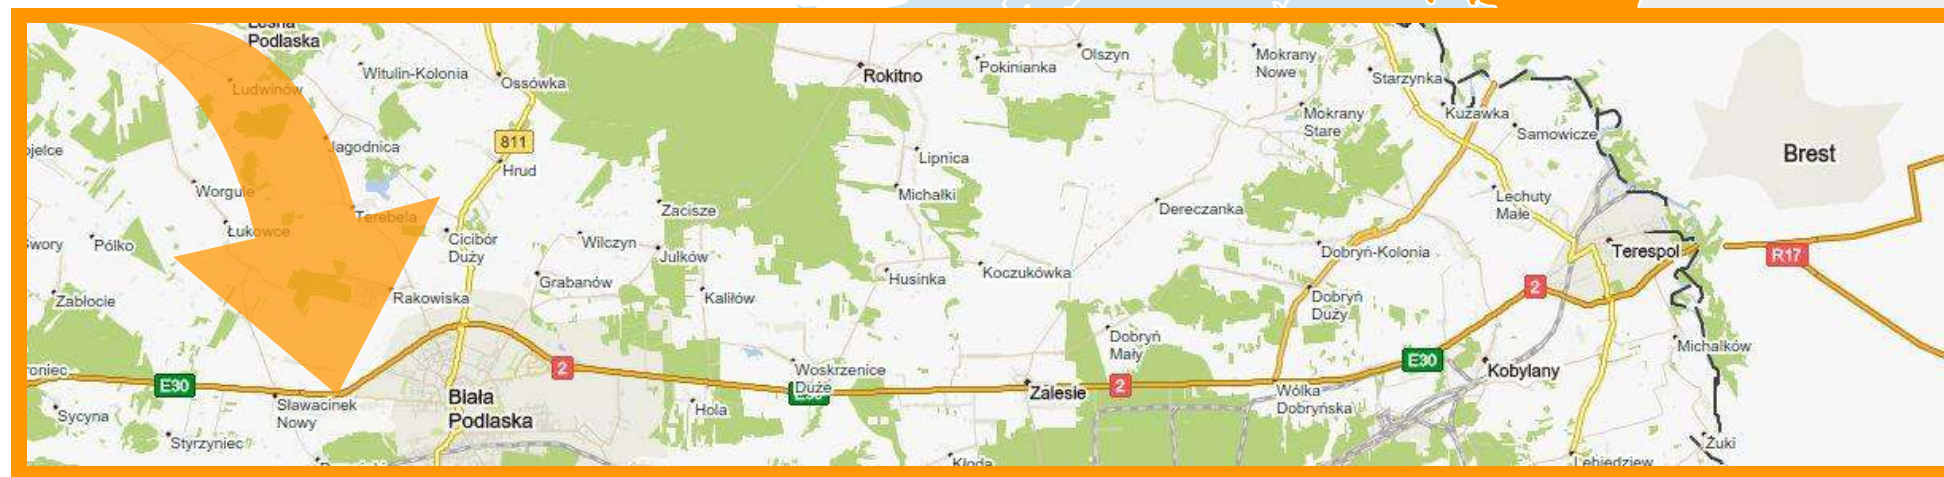 Leśna
Podlaska
Witulin-Kolonia
Ossówka
Rokitno
Pokinianka
Olszyn
Mokrany
Nowe
Starzynka
Ludwinów
Kuzawka
Mokrany
Stare
Samowicze
811
Jagodnica
Hrud
Lipnica
Brest
Worgule
Michałki
Lechuty
Małe
Terebela
Zacisze
Dereczanka
Łukowce
Pólko
Cicibór
Duży
Wilczyn
Julków
Dobryń-Kolonia
Terespol
R17
Husinka
Koczukówka
Grabanów
Zabłocie
Rakowiska
Kaliłów
Dobryń
Duży
2
Dobryń
Mały
Michalków
E30
2
Woskrzenice
Duże
E30
Zalesie
2
E30
Kobylany
Wólka
Dobryńska
Sycyna
Sławacinek
Nowy
Biała
Podlaska
Hola
Styrzyniec
Żuki
Kłoda
Lebiedziew